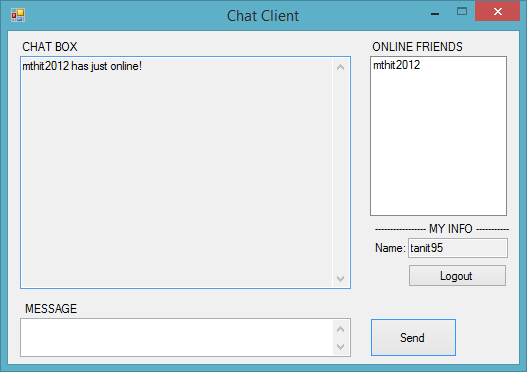 Chat Client
CHAT BOX
mthit2012 has just online!
ONLINE FRIENDS
mthit2012
----------------- MY INFO -----------
Name: tanit95
Logout
MESSAGE
Send